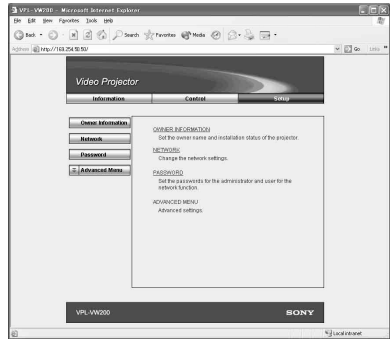 VPL-VW200 - Microsoft Internet Explorer
File Edit View Favorites Tools Help
Back Search Favorites Media
Address http://169.254.50.50/ Go Links
Video Projector
Information Control Setup
Owner Information
Network
Password
Advanced Menu
OWNER INFORMATION
Set the owner name and installation status of the projector.
NETWORK
Change the network settings.
PASSWORD
Set the passwords for the administrator and user for the
network function.
ADVANCED MENU
Advanced settings.
VPL-VW200 SONY
Local intranet